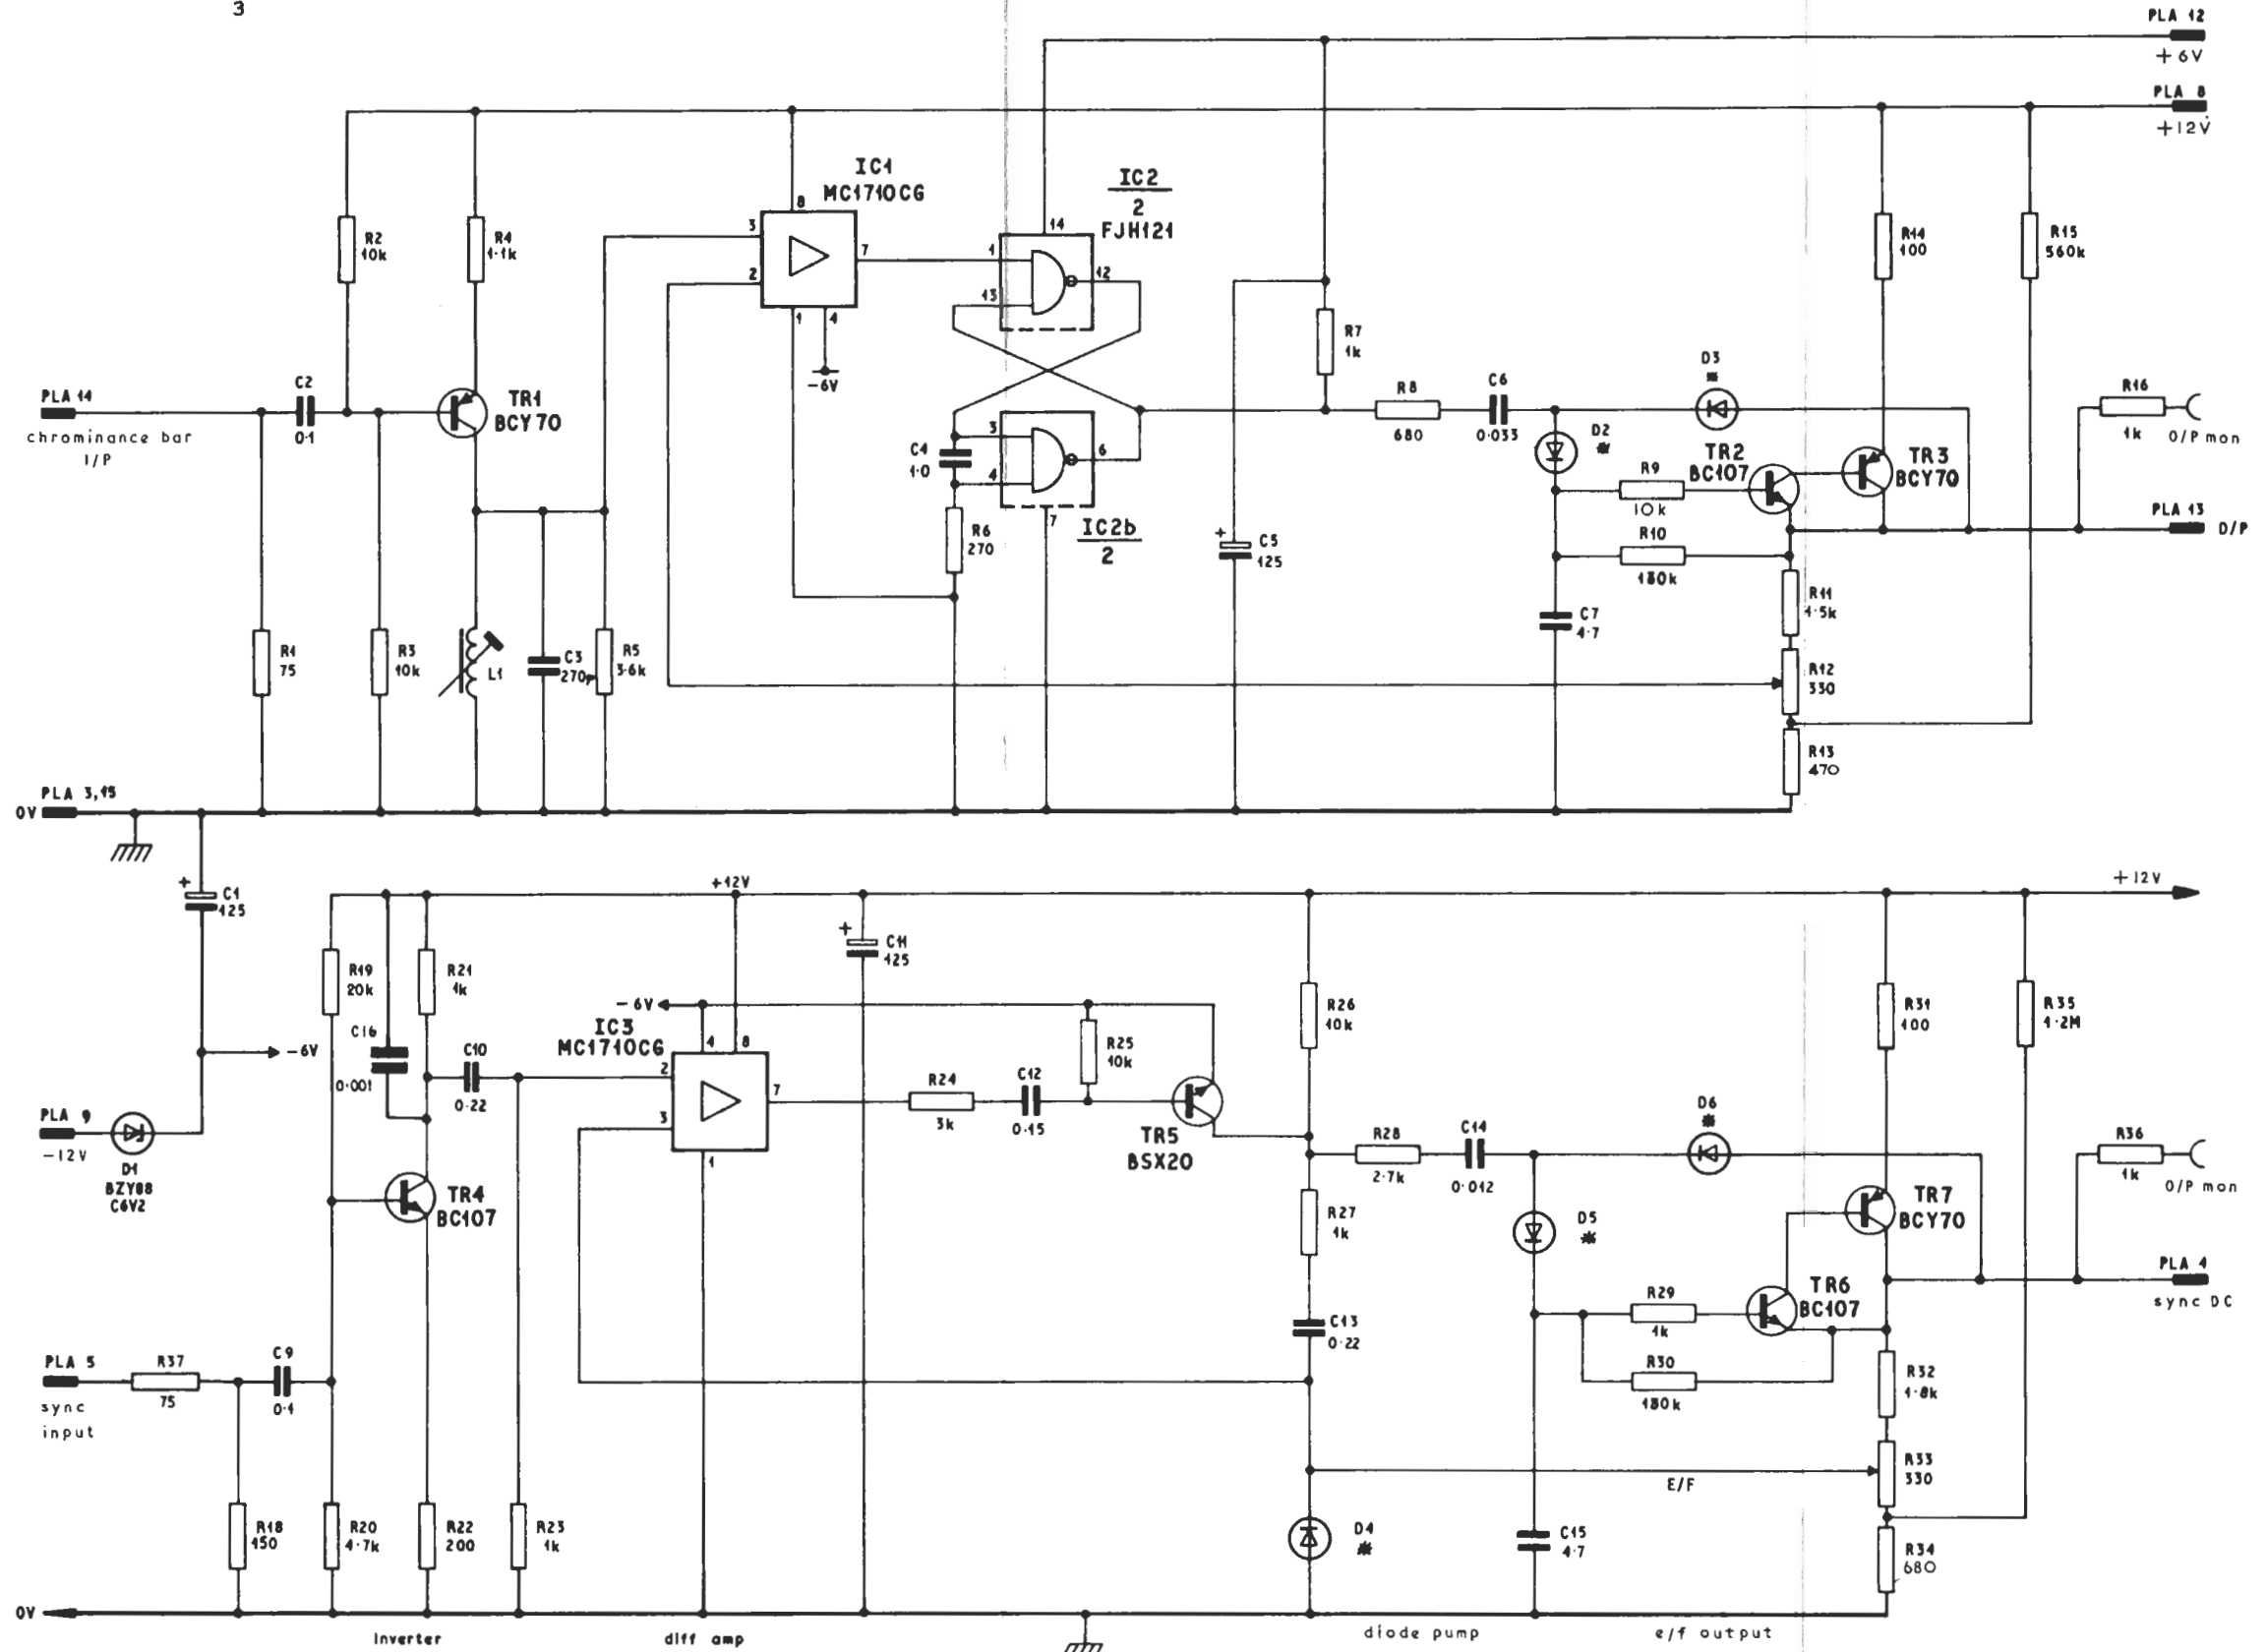 3
PLA 12
+6V
PLA 8
+12V
IC1
MC1710CG
IC2
2
FJH121
8
3
2
7
1
4
-6V
14
1
13
12
R2
10k
R4
1·1k
R14
100
R15
560k
R7
1k
D3
*
R16
1k
O/P mon
PLA 14
chrominance bar
I/P
C2
0·1
TR1
BCY70
R8
680
C6
0·033
D2
*
TR2
BC107
TR3
BCY70
C4
1·0
3
4
6
7
IC2b
2
R6
270
R9
10k
R10
180k
PLA 13
O/P
C5
125
+
C7
4·7
R11
1·5k
R1
75
R3
10k
L1
C3
270p
R5
3·6k
R12
330
R13
470
PLA 3,15
0V
+
C1
125
+12V
+12V
+
C11
125
R19
20k
R21
1k
C16
0·001
-6V
-6V
IC3
MC1710CG
4
8
2
3
7
1
R25
10k
R26
10k
R31
100
R35
1·2M
C10
0·22
R24
3k
C12
0·15
TR5
BSX20
PLA 9
-12V
D1
BZY88
C6V2
TR4
BC107
R28
2·7k
C14
0·012
D6
*
R36
1k
O/P mon
R27
1k
D5
*
TR7
BCY70
PLA 4
sync DC
C13
0·22
R29
1k
TR6
BC107
R30
180k
R32
1·8k
PLA 5
sync
input
R37
75
C9
0·1
R33
330
E/F
R18
150
R20
4·7k
R22
200
R23
1k
D4
*
C15
4·7
R34
680
0V
inverter
diff amp
diode pump
e/f output